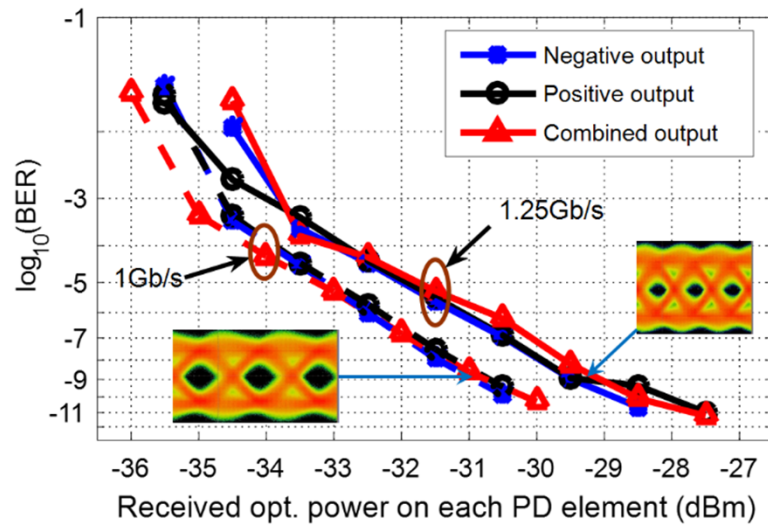 -1
-3
-5
-7
-9
-11
log10(BER)
Negative output
Positive output
Combined output
1.25Gb/s
1Gb/s
-36 -35 -34 -33 -32 -31 -30 -29 -28 -27
Received opt. power on each PD element (dBm)